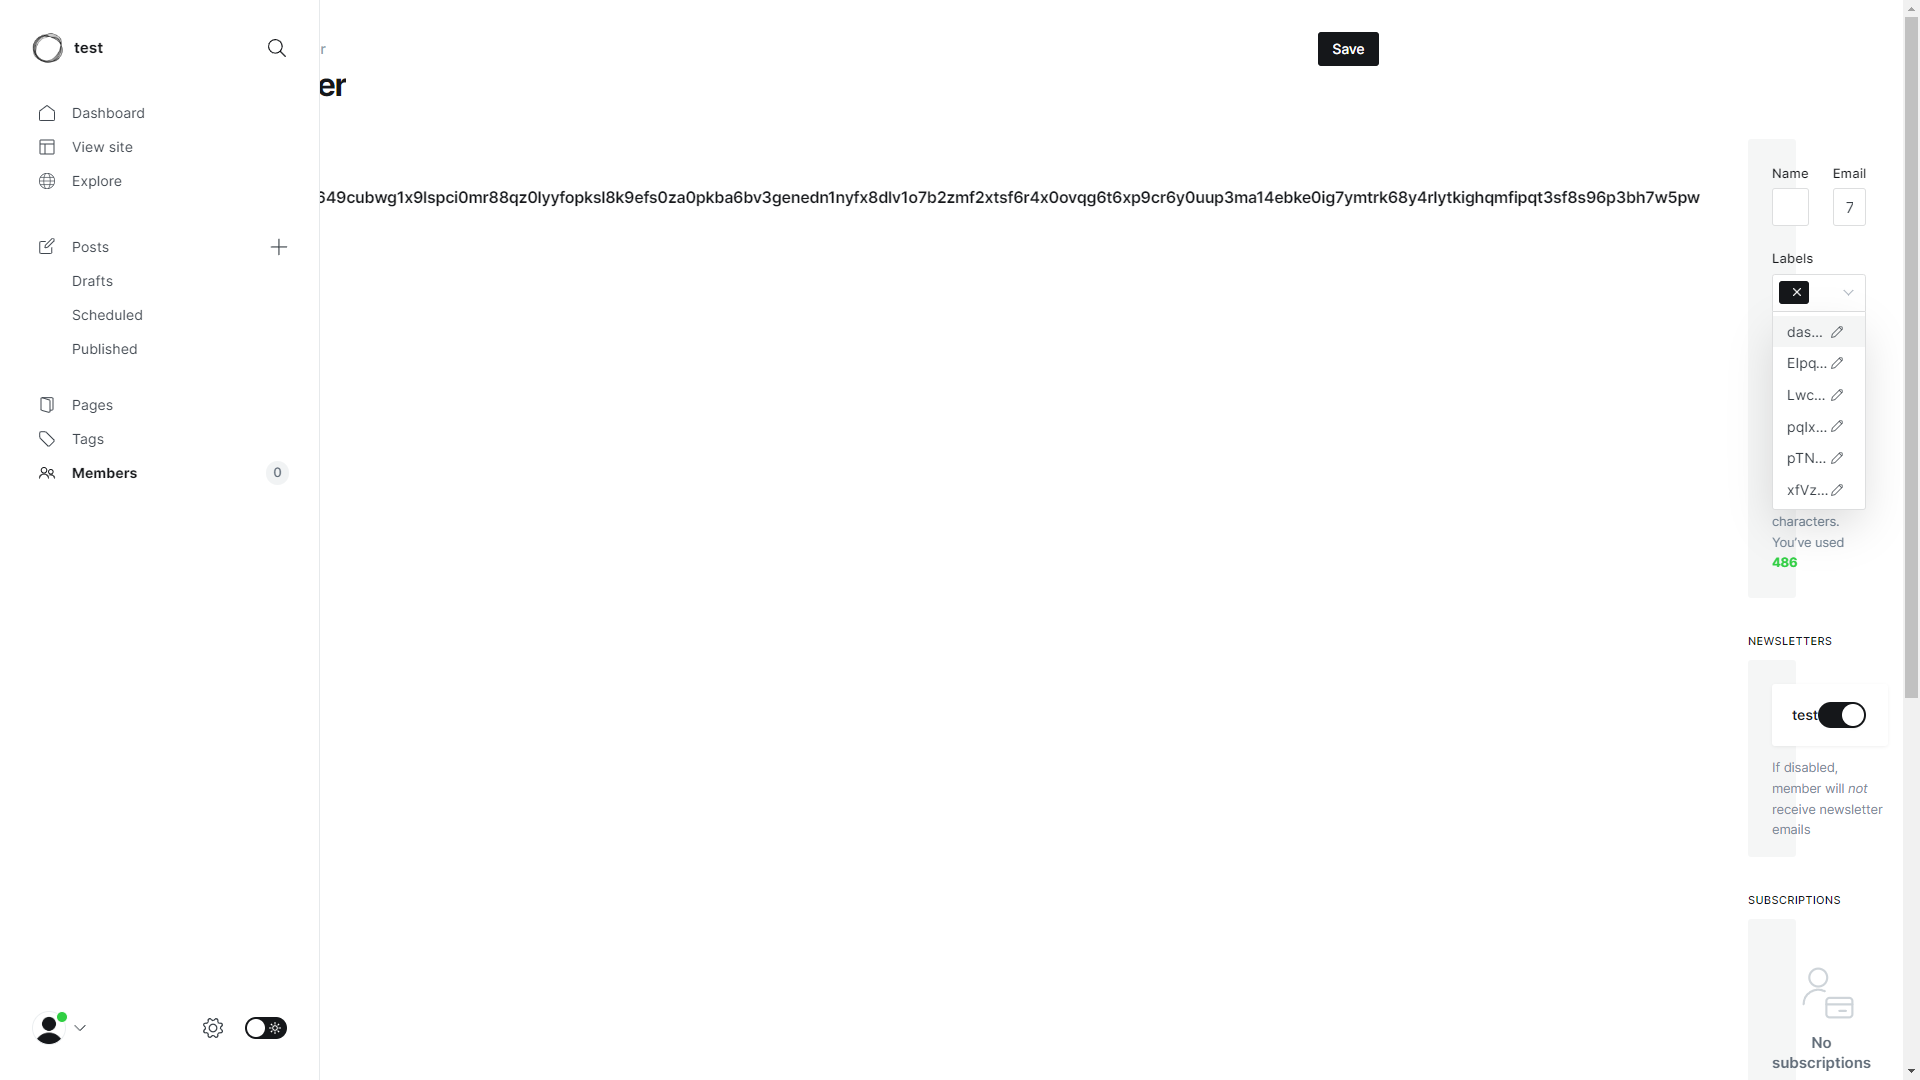 test
Dashboard
View site
Explore
Posts
Drafts
Scheduled
Published
Pages
Tags
Members
0
r
er
Save
649cubwg1x9lspci0mr88qz0lyyfopksl8k9efs0za0pkba6bv3genedn1nyfx8dlv1o7b2zmf2xtsf6r4x0ovqg6t6xp9cr6y0uup3ma14ebke0ig7ymtrk68y4rlytkighqmfipqt3sf8s96p3bh7w5pw
Name Email
7
Labels
das...
Elpq...
Lwc...
pqIx...
pTN...
xfVz...
characters.
You've used
486
NEWSLETTERS
test
If disabled,
member will not
receive newsletter
emails
SUBSCRIPTIONS
No
subscriptions